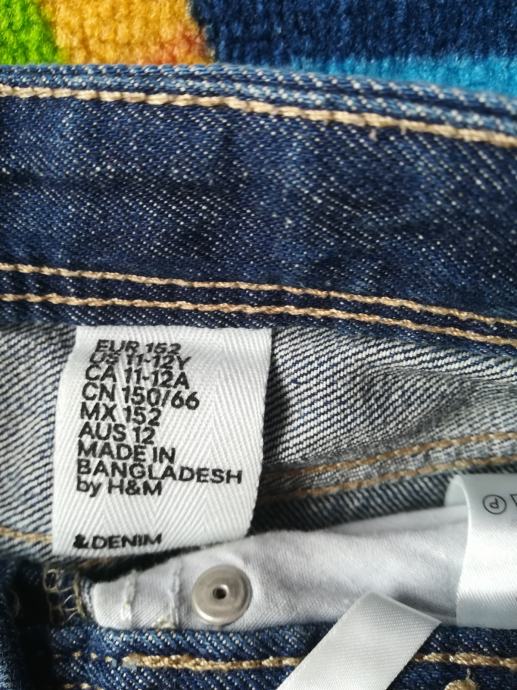 EUR 152
US 11-12Y
CA 11-12A
CN 150/66
MX 152
AUS 12
MADE IN
BANGLADESH
by H&M
& DENIM
P